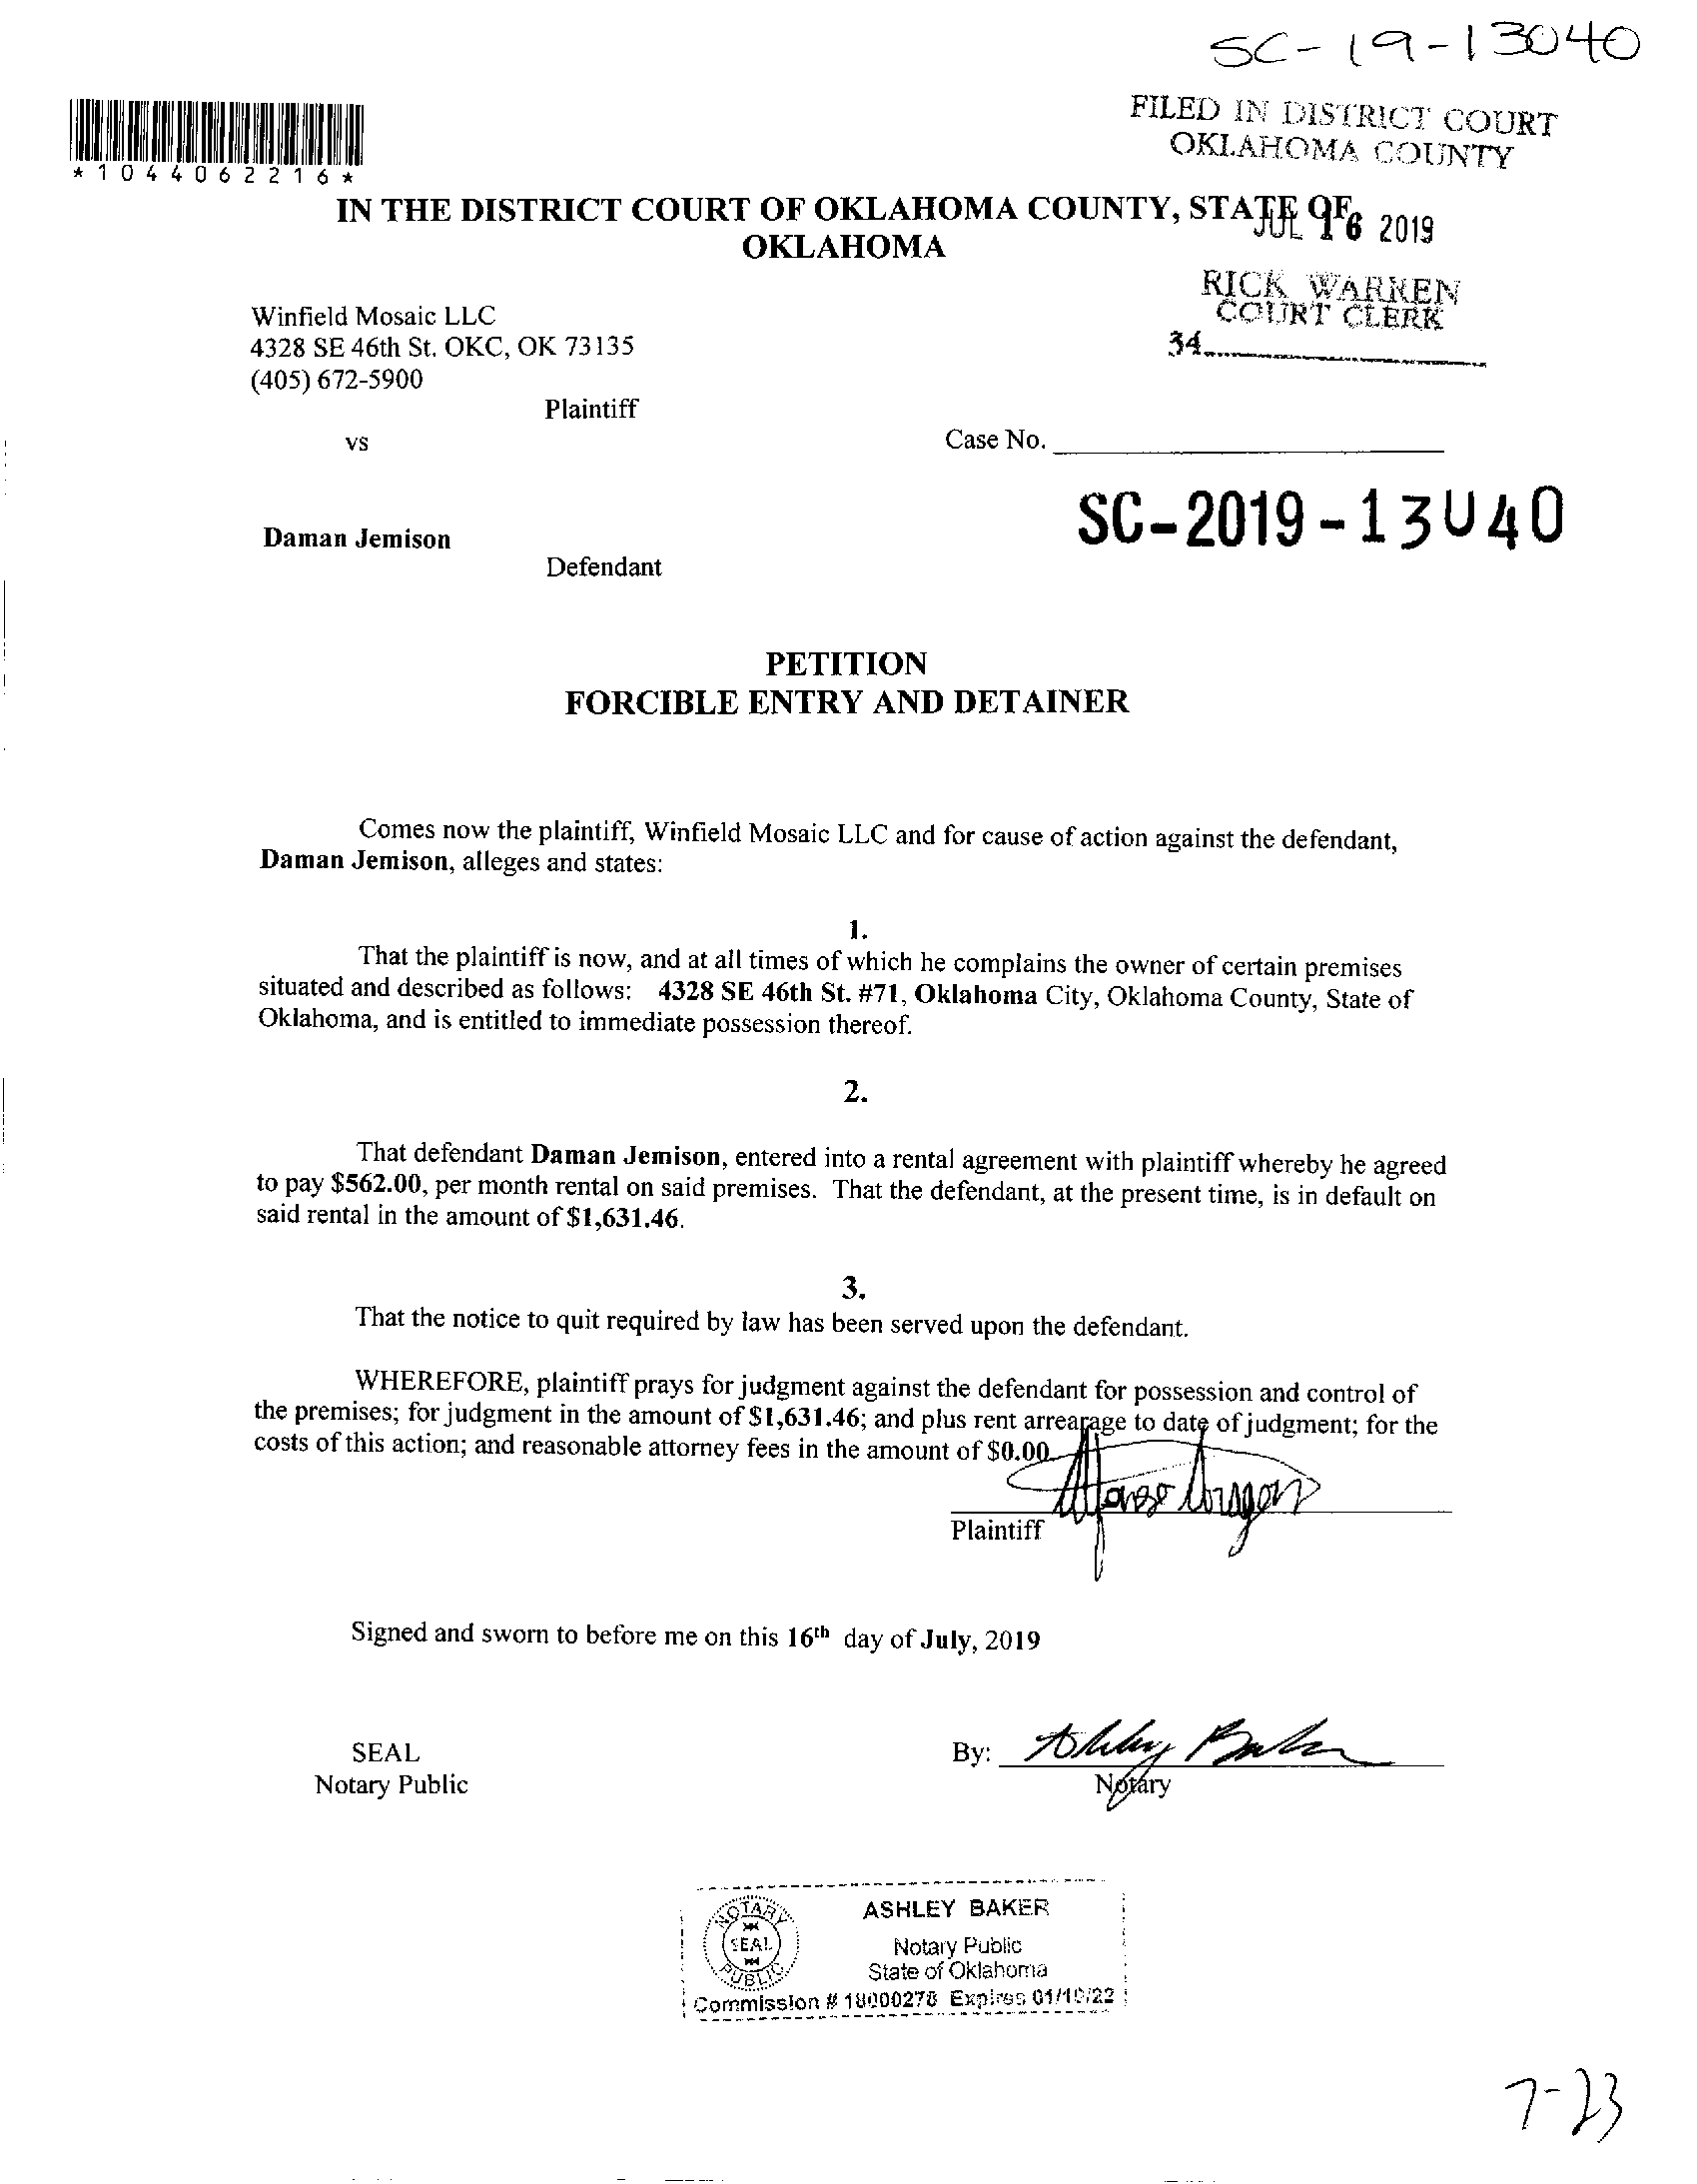 SC-19-13040
FILED IN DISTRICT COURT
OKLAHOMA COUNTY
*1044062216*
IN THE DISTRICT COURT OF OKLAHOMA COUNTY, STATE OF
OKLAHOMA
JUL 16 2019
RICK WARREN
COURT CLERK
34
Winfield Mosaic LLC
4328 SE 46th St. OKC, OK 73135
(405) 672-5900
Plaintiff
vs
Case No.
SC-2019-13040
Daman Jemison
Defendant
PETITION
FORCIBLE ENTRY AND DETAINER
Comes now the plaintiff, Winfield Mosaic LLC and for cause of action against the defendant,
Daman Jemison, alleges and states:
1.
That the plaintiff is now, and at all times of which he complains the owner of certain premises
situated and described as follows: 4328 SE 46th St. #71, Oklahoma City, Oklahoma County, State of
Oklahoma, and is entitled to immediate possession thereof.
2.
That defendant Daman Jemison, entered into a rental agreement with plaintiff whereby he agreed
to pay $562.00, per month rental on said premises. That the defendant, at the present time, is in default on
said rental in the amount of $1,631.46.
3.
That the notice to quit required by law has been served upon the defendant.
WHEREFORE, plaintiff prays for judgment against the defendant for possession and control of
the premises; for judgment in the amount of $1,631.46; and plus rent arrearage to date of judgment; for the
costs of this action; and reasonable attorney fees in the amount of $0.00.
Plaintiff
Signed and sworn to before me on this 16th day of July, 2019
SEAL
Notary Public
By: Ashley Baker
Notary
NOTARY
SEAL
PUBLIC
ASHLEY BAKER
Notary Public
State of Oklahoma
Commission # 18000278 Expires
7-23